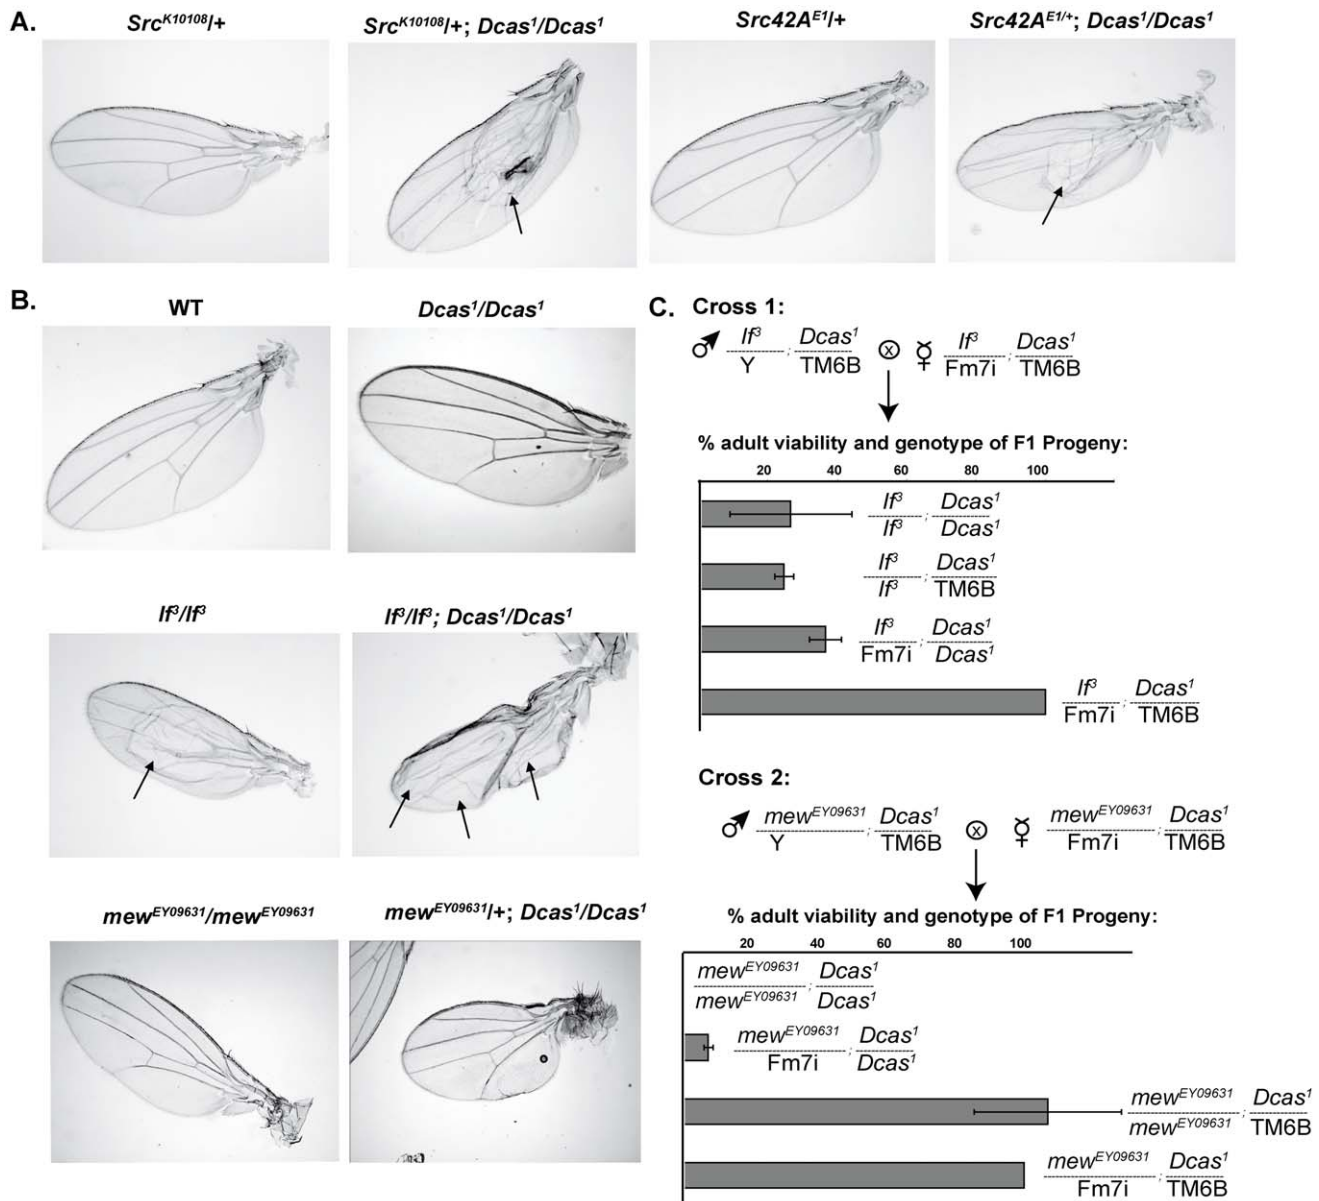 A.
Src^K10108/+
Src^K10108/+; Dcas^1/Dcas^1
Src42A^E1/+
Src42A^E1/+; Dcas^1/Dcas^1
B.
WT
Dcas^1/Dcas^1
If^3/If^3
If^3/If^3; Dcas^1/Dcas^1
mew^EY09631/mew^EY09631
mew^EY09631/+; Dcas^1/Dcas^1
C. Cross 1:
♂ If^3 ; Dcas^1 ⓧ ☿ If^3 ; Dcas^1
Y TM6B Fm7i TM6B
% adult viability and genotype of F1 Progeny:
20 40 60 80 100
If^3 ; Dcas^1
If^3 Dcas^1
If^3 ; Dcas^1
If^3 TM6B
If^3 ; Dcas^1
Fm7i Dcas^1
If^3 ; Dcas^1
Fm7i TM6B
Cross 2:
♂ mew^EY09631 ; Dcas^1 ⓧ ☿ mew^EY09631 ; Dcas^1
Y TM6B Fm7i TM6B
% adult viability and genotype of F1 Progeny:
20 40 60 80 100
mew^EY09631 ; Dcas^1
mew^EY09631 Dcas^1
mew^EY09631 ; Dcas^1
Fm7i Dcas^1
mew^EY09631 ; Dcas^1
mew^EY09631 TM6B
mew^EY09631 ; Dcas^1
Fm7i TM6B